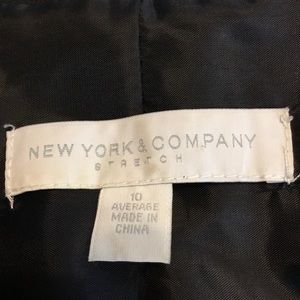 NEW YORK & COMPANY
STRETCH
10
AVERAGE
MADE IN
CHINA